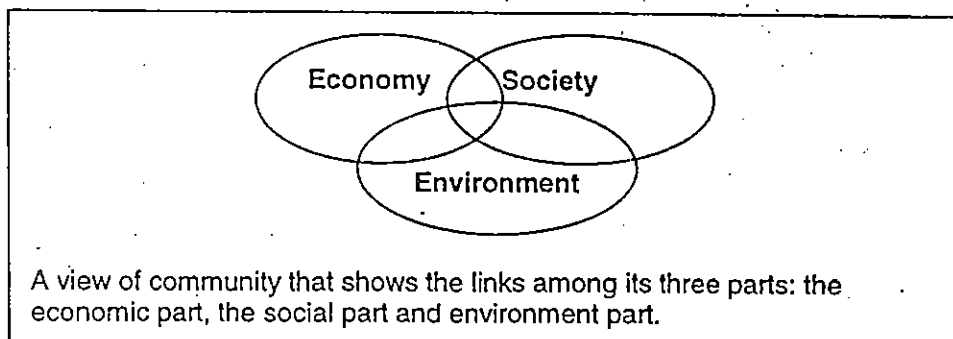 Economy Society
Environment
A view of community that shows the links among its three parts: the
economic part, the social part and environment part.